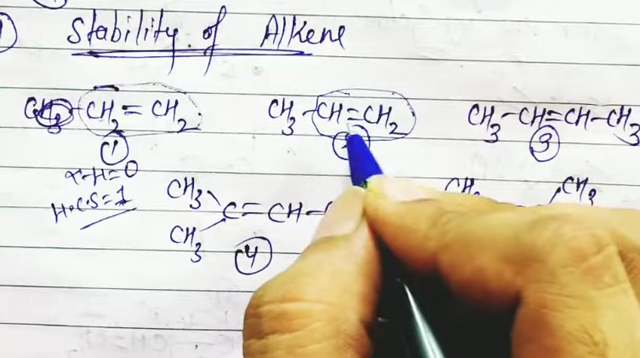 Stability of Alkene
CH2=CH2 CH3-CH=CH2 CH3-CH=CH-CH3
1 3
α-H=0
H.C.S=1
CH3 CH3
C=CH-
CH3
4